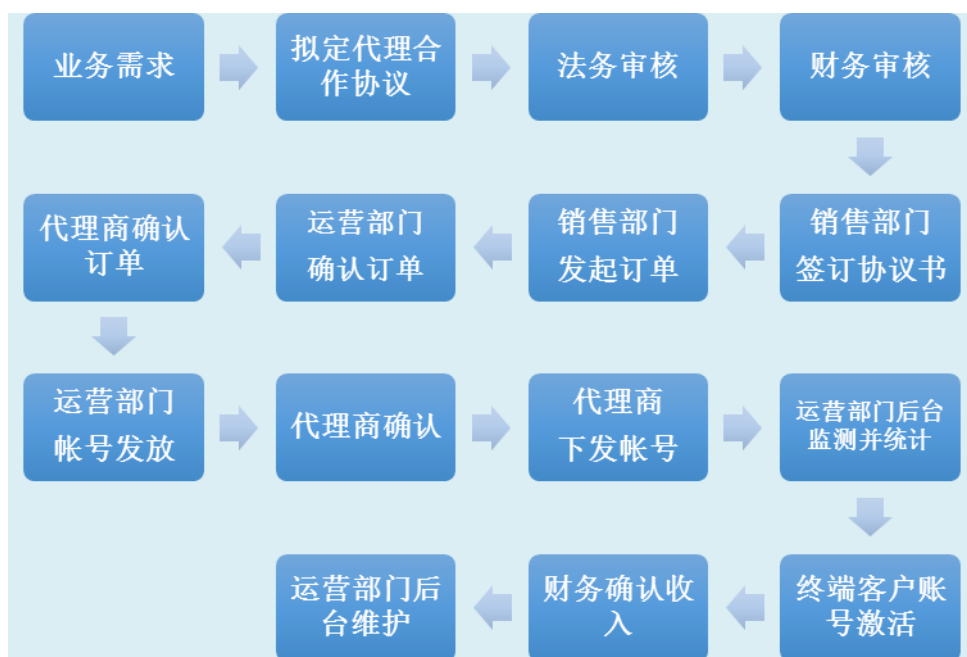 业务需求
拟定代理合
作协议
法务审核
财务审核
销售部门
签订协议书
销售部门
发起订单
运营部门
确认订单
代理商确认
订单
运营部门
帐号发放
代理商确认
代理商
下发帐号
运营部门后台
监测并统计
终端客户账
号激活
财务确认收
入
运营部门后
台维护